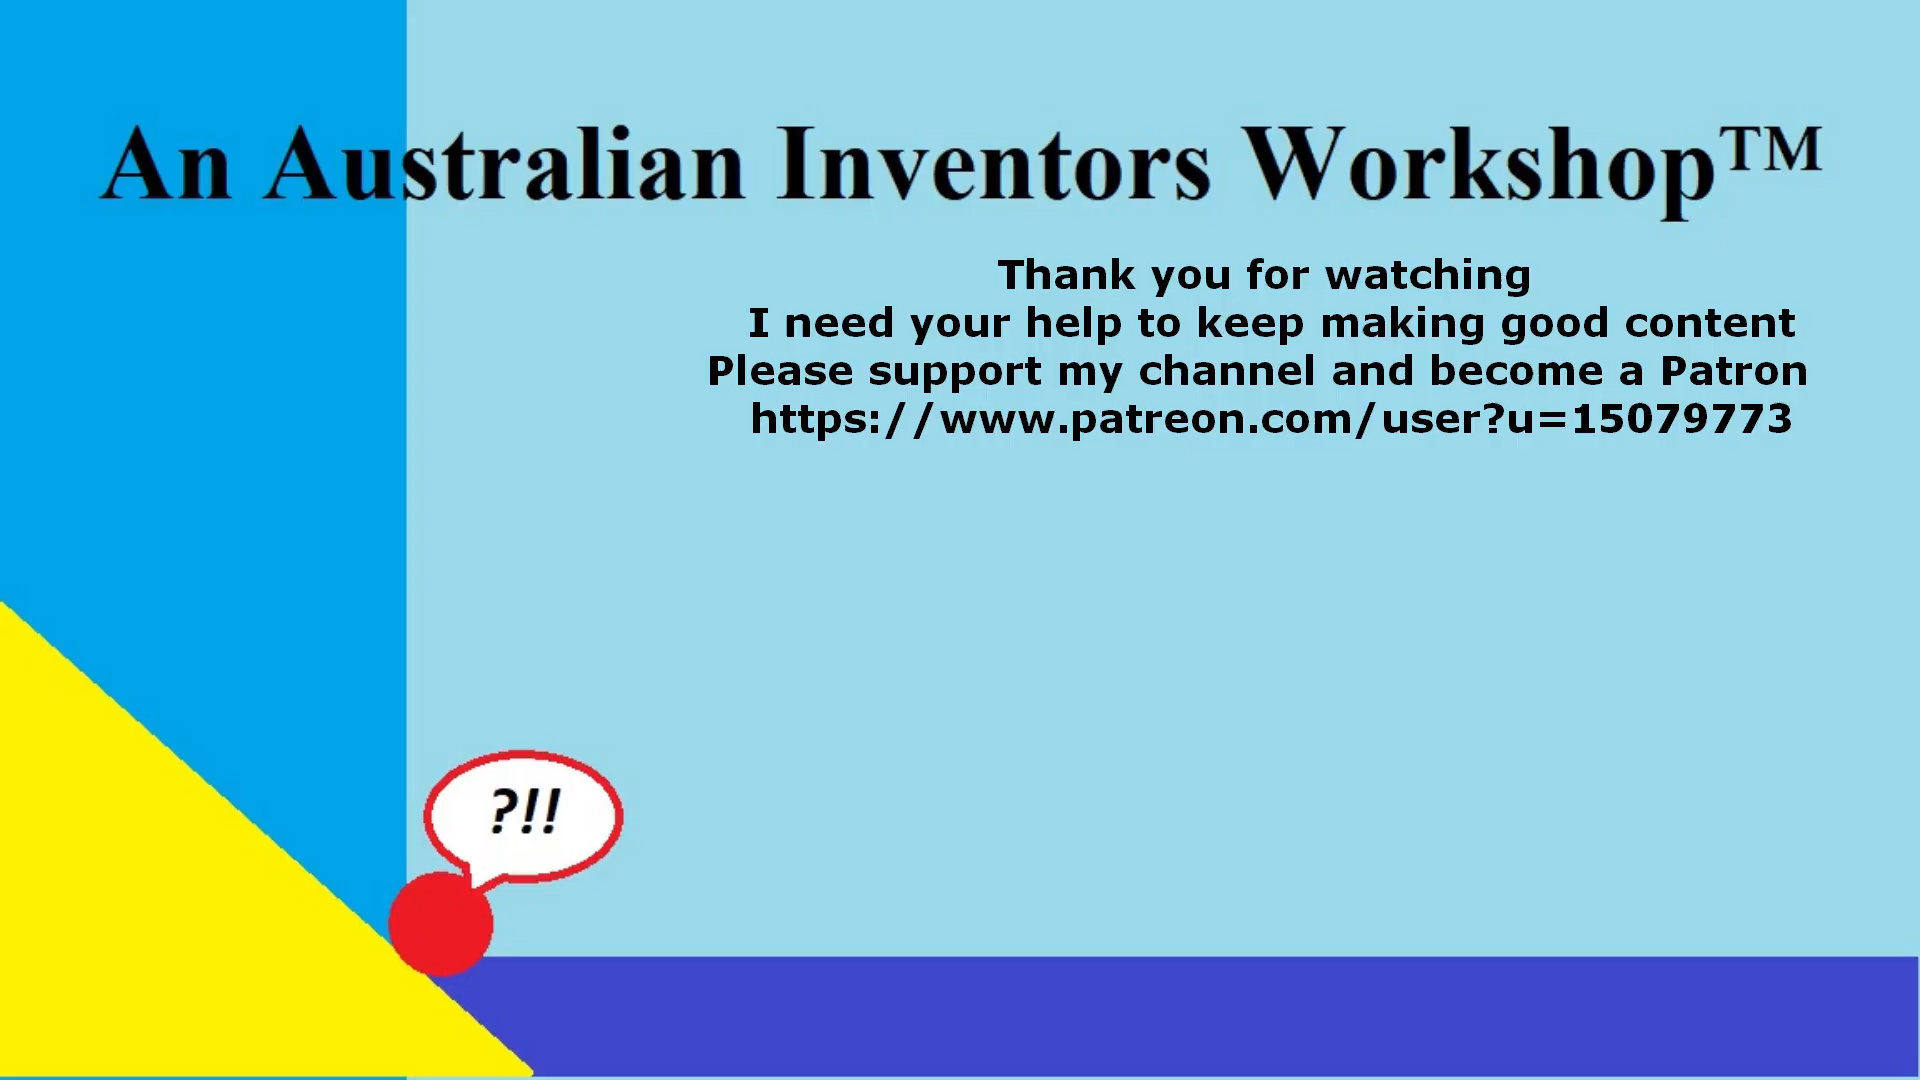 An Australian Inventors Workshop™
Thank you for watching
I need your help to keep making good content
Please support my channel and become a Patron
https://www.patreon.com/user?u=15079773
?!!